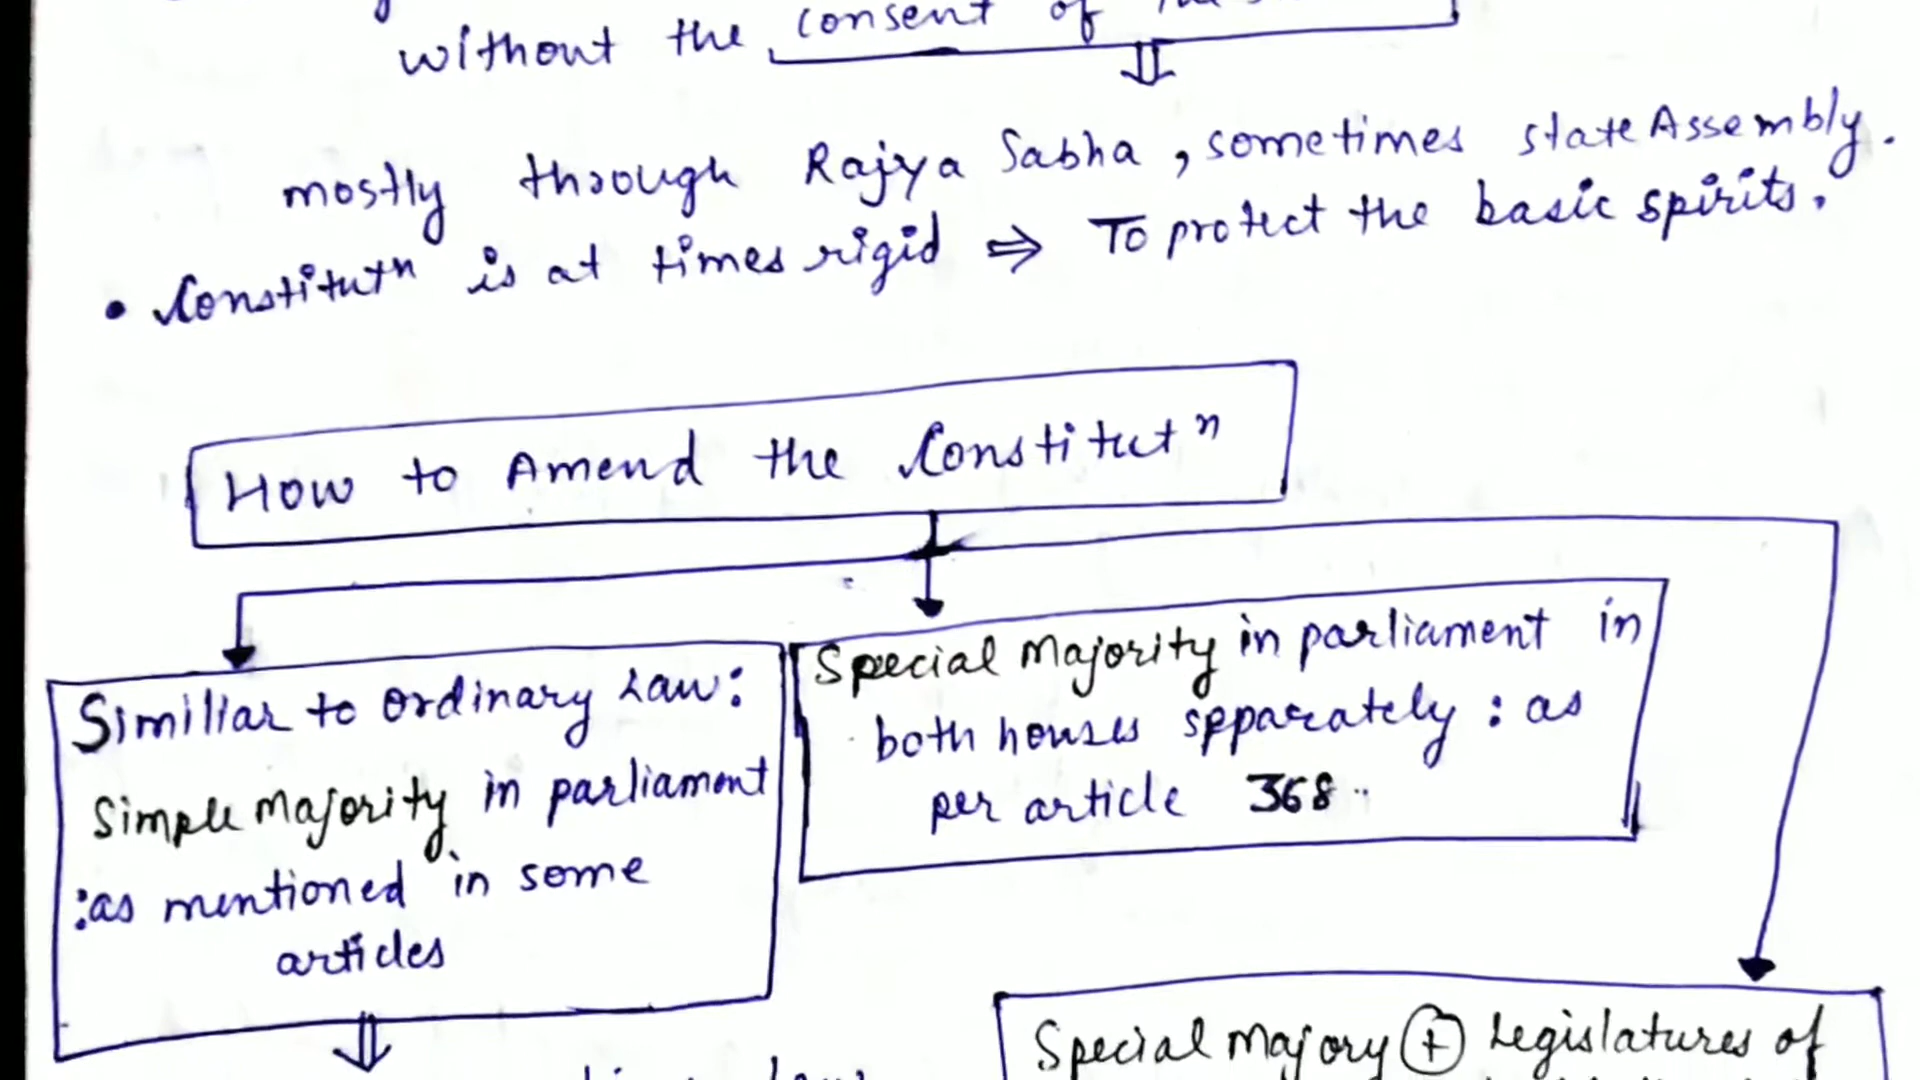 without the consent of
mostly through Rajya Sabha, sometimes state Assembly.
• Constitutⁿ is at times rigid ⇒ To protect the basic spirits.
How to Amend the Constitutⁿ
Similiar to ordinary Law:
Simple Majority in parliament
:as mentioned in some
articles
Special Majority in parliament in
both houses spparately : as
per article 368
Special Majory + Legislatures of